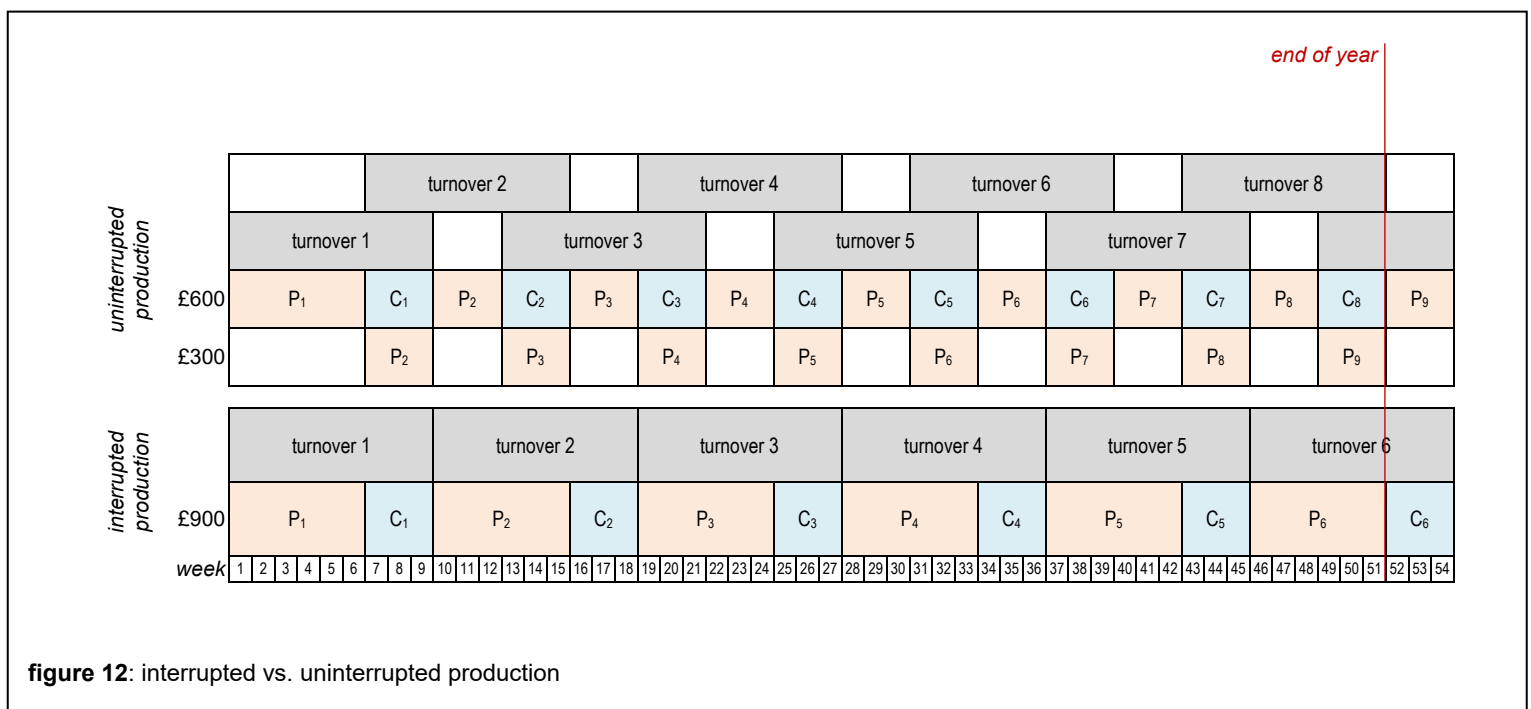 end of year
turnover 2 turnover 4 turnover 6 turnover 8
uninterrupted
production
turnover 1 turnover 3 turnover 5 turnover 7
£600 P₁ C₁ P₂ C₂ P₃ C₃ P₄ C₄ P₅ C₅ P₆ C₆ P₇ C₇ P₈ C₈ P₉
£300 P₂ P₃ P₄ P₅ P₆ P₇ P₈ P₉
interrupted
production
turnover 1 turnover 2 turnover 3 turnover 4 turnover 5 turnover 6
£900 P₁ C₁ P₂ C₂ P₃ C₃ P₄ C₄ P₅ C₅ P₆ C₆
week 1 2 3 4 5 6 7 8 9 10 11 12 13 14 15 16 17 18 19 20 21 22 23 24 25 26 27 28 29 30 31 32 33 34 35 36 37 38 39 40 41 42 43 44 45 46 47 48 49 50 51 52 53 54
figure 12: interrupted vs. uninterrupted production